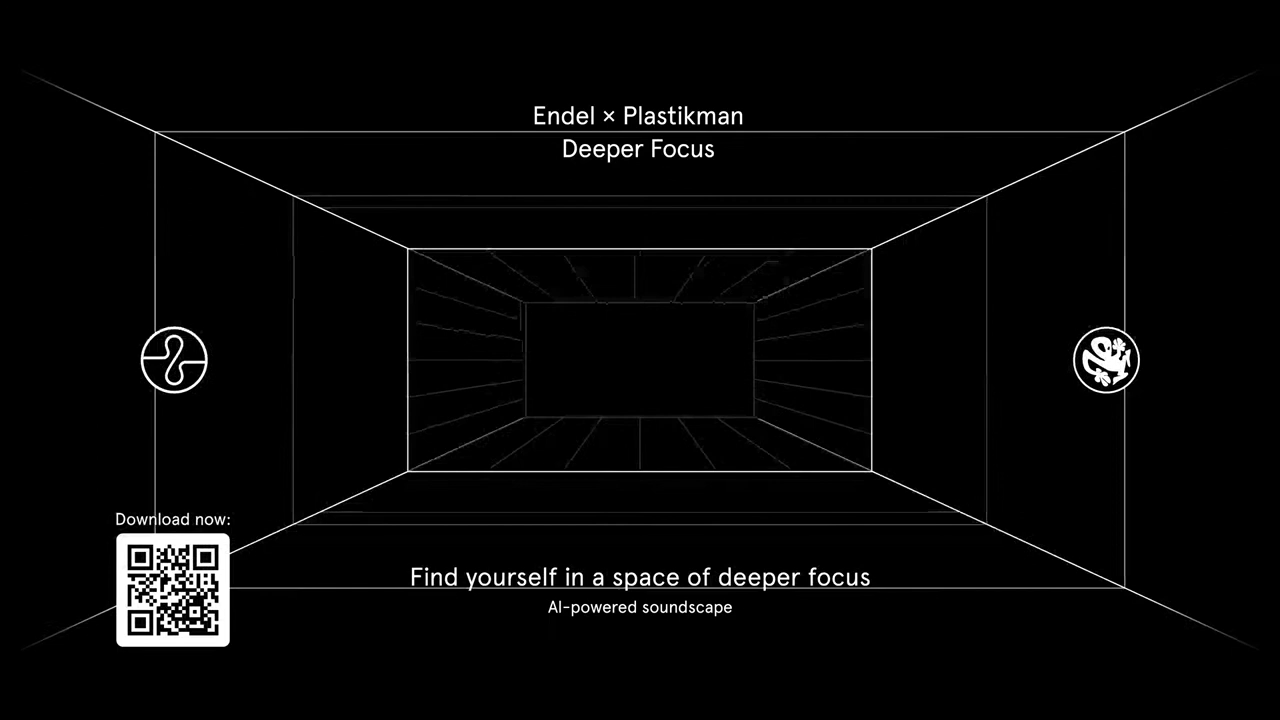 Endel × Plastikman
Deeper Focus
Download now:
Find yourself in a space of deeper focus
AI-powered soundscape